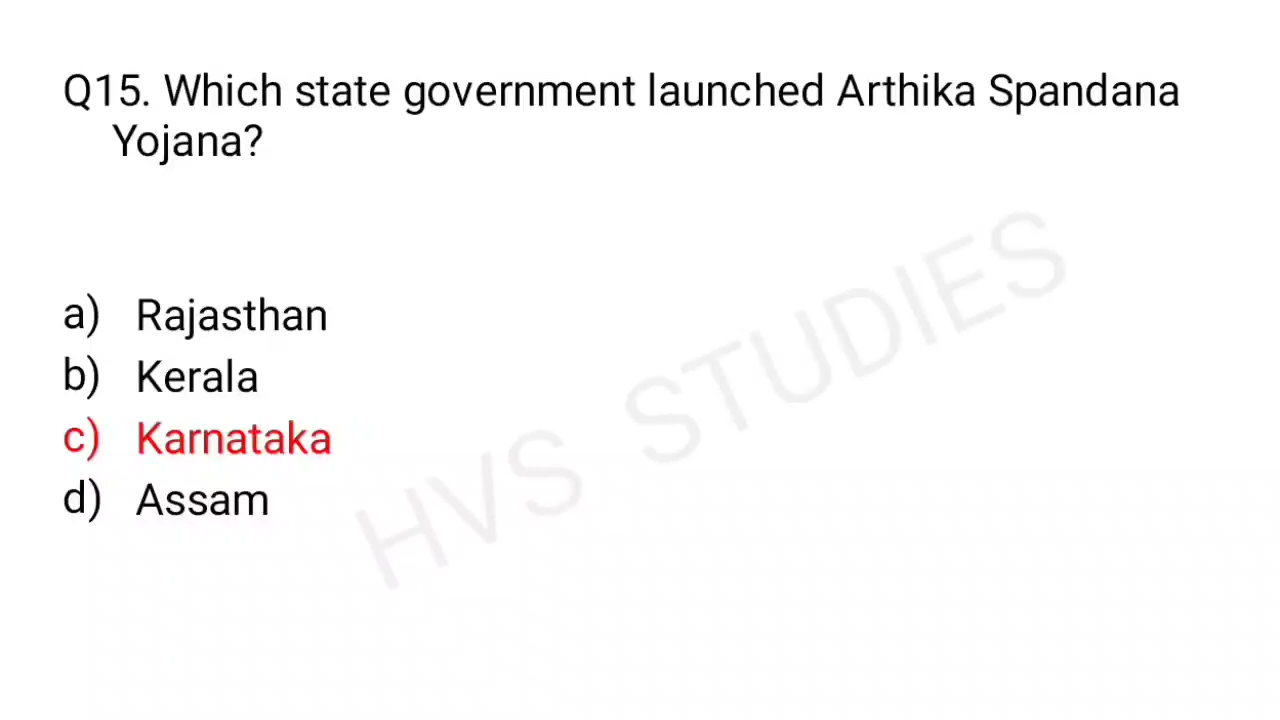 Q15. Which state government launched Arthika Spandana
Yojana?
a) Rajasthan
b) Kerala
c) Karnataka
d) Assam
HVS STUDIES